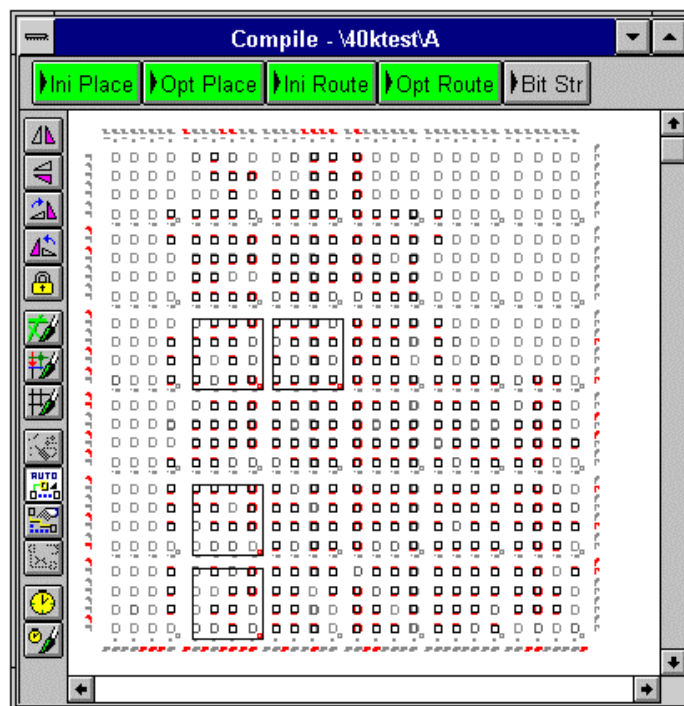 Compile - \40ktest\A
Ini Place Opt Place Ini Route Opt Route Bit Str
AUTO